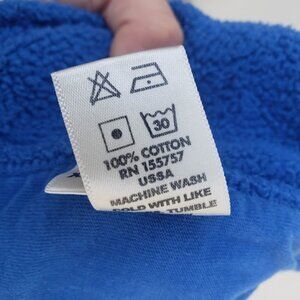 30
100% COTTON
RN 155757
USSA
MACHINE WASH
COLD WITH LIKE
TUMBLE